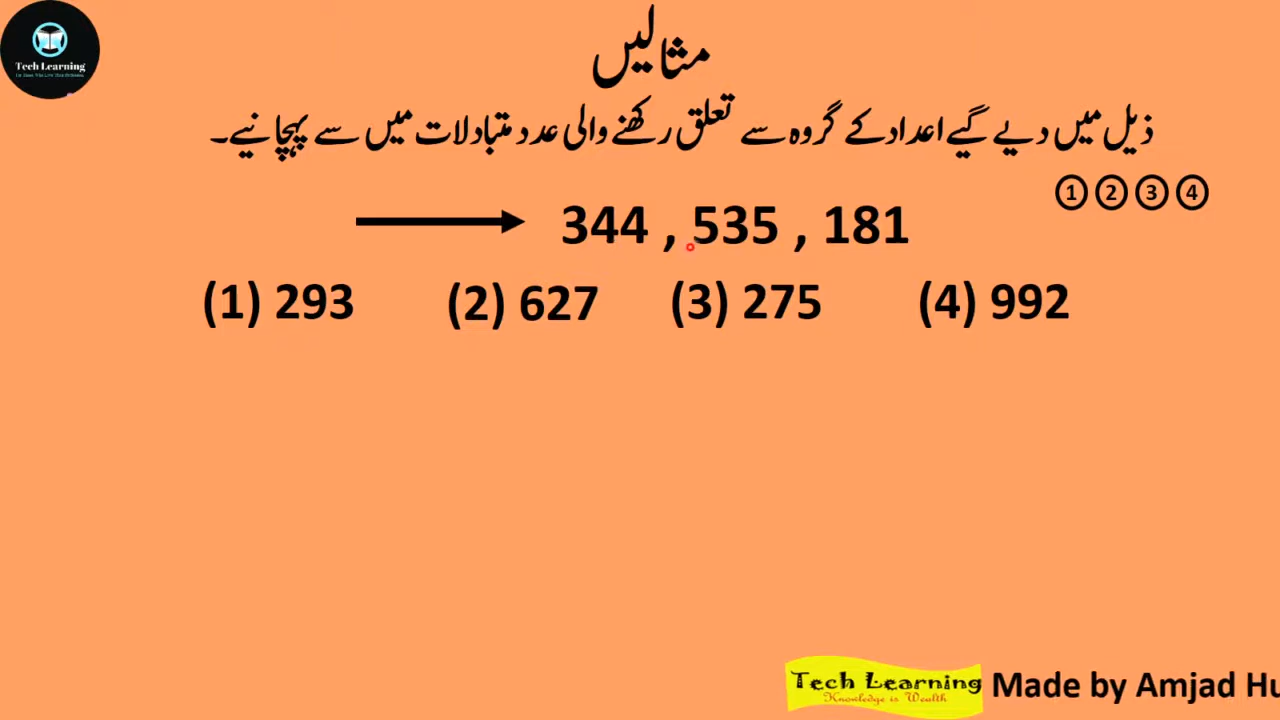 Tech Learning
مثالیں
ذیل میں دیے گیے اعداد کے گروہ سے تعلق رکھنے والی عدد متبادلات میں سے پہچانیے۔
① ② ③ ④
344 , 535 , 181
(1) 293 (2) 627 (3) 275 (4) 992
Tech Learning
Knowledge is Wealth
Made by Amjad Hu